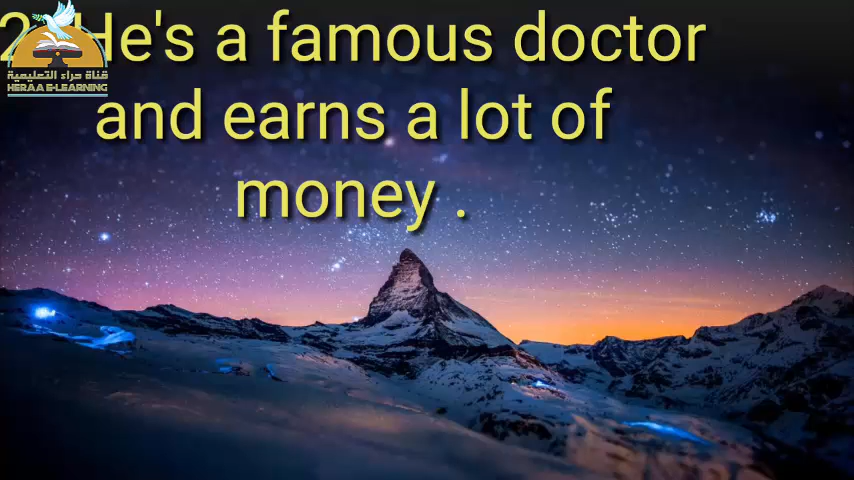 2. He's a famous doctor
and earns a lot of
money .
قناة حراء التعليمية
HERAA E-LEARNING